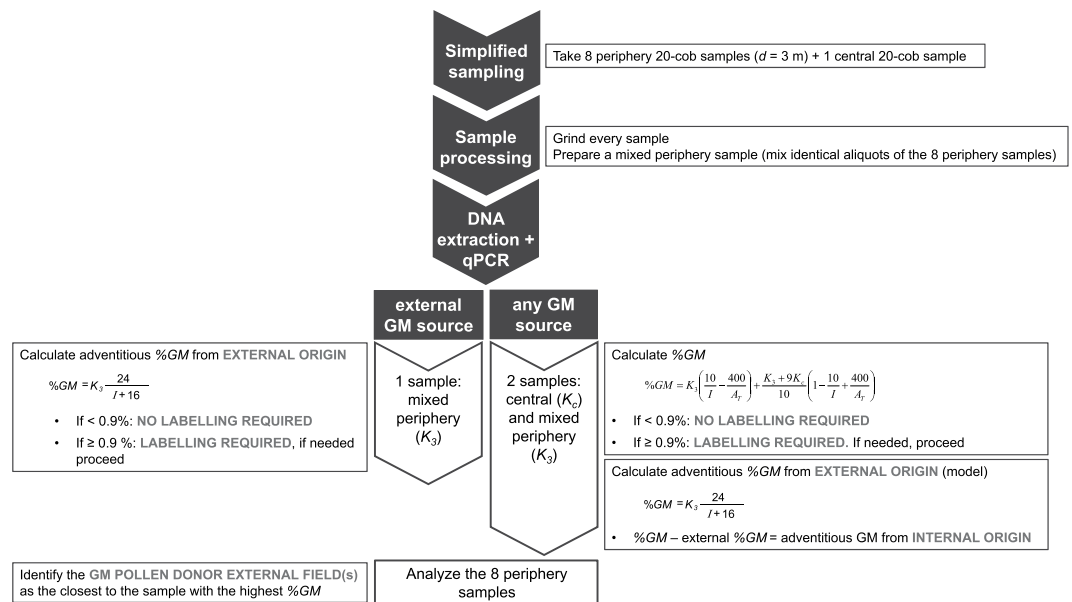 Simplified
sampling
Take 8 periphery 20-cob samples (d = 3 m) + 1 central 20-cob sample
Sample
processing
Grind every sample
Prepare a mixed periphery sample (mix identical aliquots of the 8 periphery samples)
DNA
extraction +
qPCR
external
GM source
any GM
source
Calculate adventitious %GM from EXTERNAL ORIGIN
%GM = K₃ 24/(I + 16)
• If < 0.9%: NO LABELLING REQUIRED
• If ≥ 0.9 %: LABELLING REQUIRED, if needed
proceed
1 sample:
mixed
periphery
(K₃)
2 samples:
central (Kc)
and mixed
periphery
(K₃)
Calculate %GM
%GM = K₃(10/I − 400/A_T) + (K₃ + 9Kc)/10 (1 − 10/I + 400/A_T)
• If < 0.9%: NO LABELLING REQUIRED
• If ≥ 0.9%: LABELLING REQUIRED. If needed, proceed
Calculate adventitious %GM from EXTERNAL ORIGIN (model)
%GM = K₃ 24/(I + 16)
• %GM – external %GM = adventitious GM from INTERNAL ORIGIN
Identify the GM POLLEN DONOR EXTERNAL FIELD(s)
as the closest to the sample with the highest %GM
Analyze the 8 periphery
samples